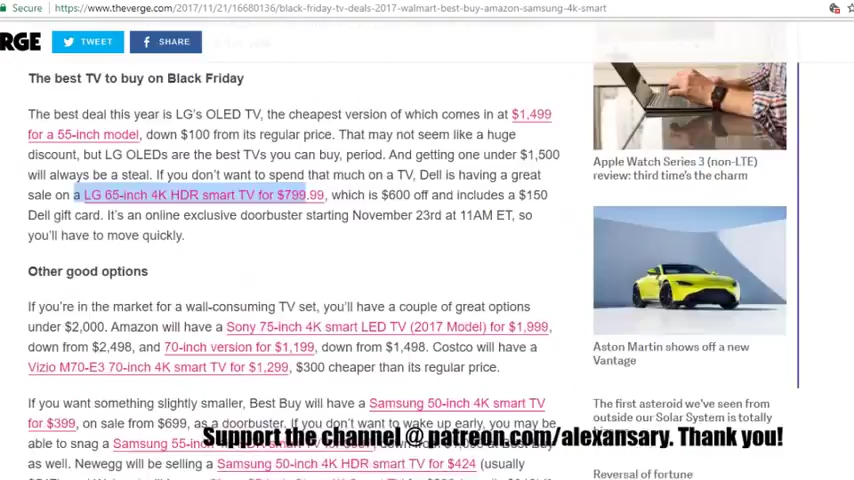 Secure https://www.theverge.com/2017/11/21/16680136/black-friday-tv-deals-2017-walmart-best-buy-amazon-samsung-4k-smart
RGE TWEET SHARE
The best TV to buy on Black Friday
The best deal this year is LG's OLED TV, the cheapest version of which comes in at $1,499
for a 55-inch model, down $100 from its regular price. That may not seem like a huge
discount, but LG OLEDs are the best TVs you can buy, period. And getting one under $1,500
will always be a steal. If you don't want to spend that much on a TV, Dell is having a great
sale on a LG 65-inch 4K HDR smart TV for $799.99, which is $600 off and includes a $150
Dell gift card. It's an online exclusive doorbuster starting November 23rd at 11AM ET, so
you'll have to move quickly.
Other good options
If you're in the market for a wall-consuming TV set, you'll have a couple of great options
under $2,000. Amazon will have a Sony 75-inch 4K smart LED TV (2017 Model) for $1,999,
down from $2,498, and 70-inch version for $1,199, down from $1,498. Costco will have a
Vizio M70-E3 70-inch 4K smart TV for $1,299, $300 cheaper than its regular price.
If you want something slightly smaller, Best Buy will have a Samsung 50-inch 4K smart TV
for $399, on sale from $699, as a doorbuster. If you don't want to wake up early, you may be
able to snag a Samsung 55-in
as well. Newegg will be selling a Samsung 50-inch 4K HDR smart TV for $424 (usually
Apple Watch Series 3 (non-LTE)
review: third time's the charm
Aston Martin shows off a new
Vantage
The first asteroid we've seen from
outside our Solar System is totally
Reversal of fortune
Support the channel @ patreon.com/alexansary. Thank you!